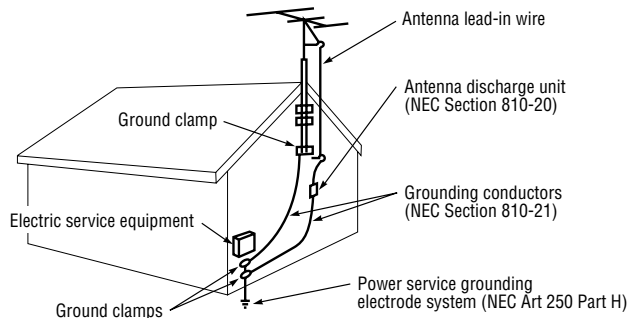 Antenna lead-in wire
Antenna discharge unit
(NEC Section 810-20)
Ground clamp
Grounding conductors
(NEC Section 810-21)
Electric service equipment
Power service grounding
electrode system (NEC Art 250 Part H)
Ground clamps